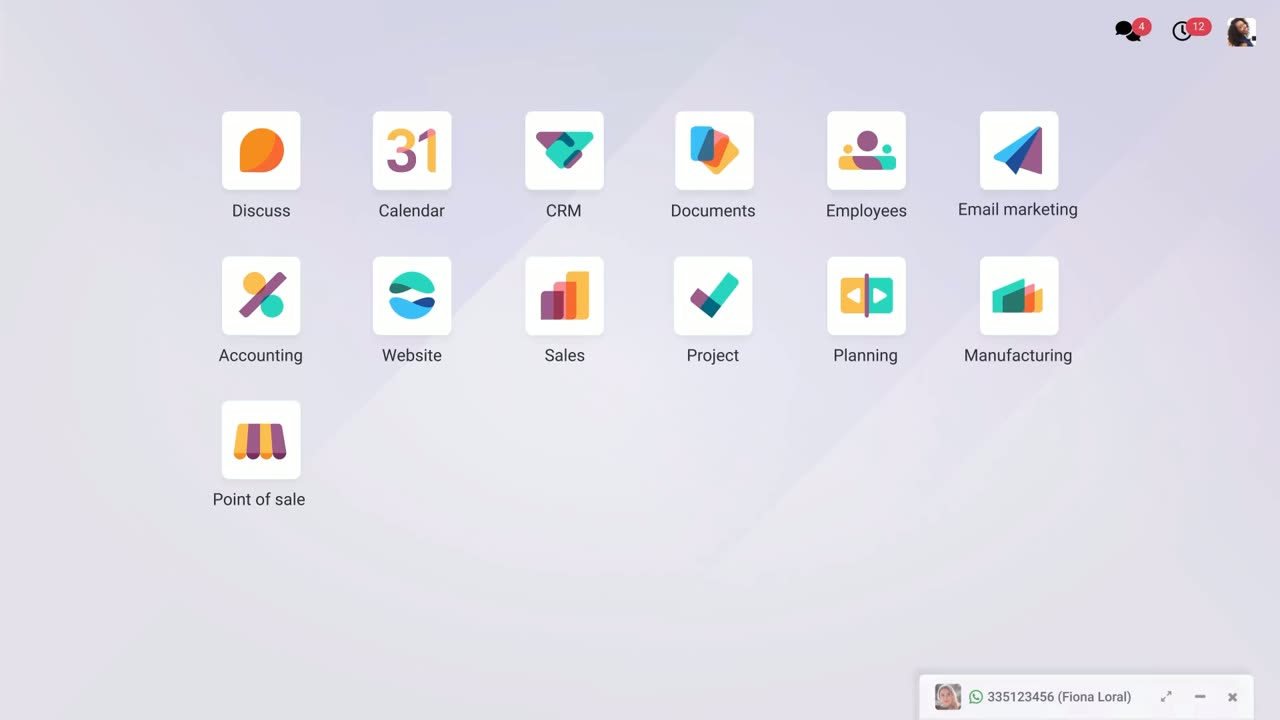 4
12
Discuss
31
Calendar
CRM
Documents
Employees
Email marketing
Accounting
Website
Sales
Project
Planning
Manufacturing
Point of sale
335123456 (Fiona Loral)